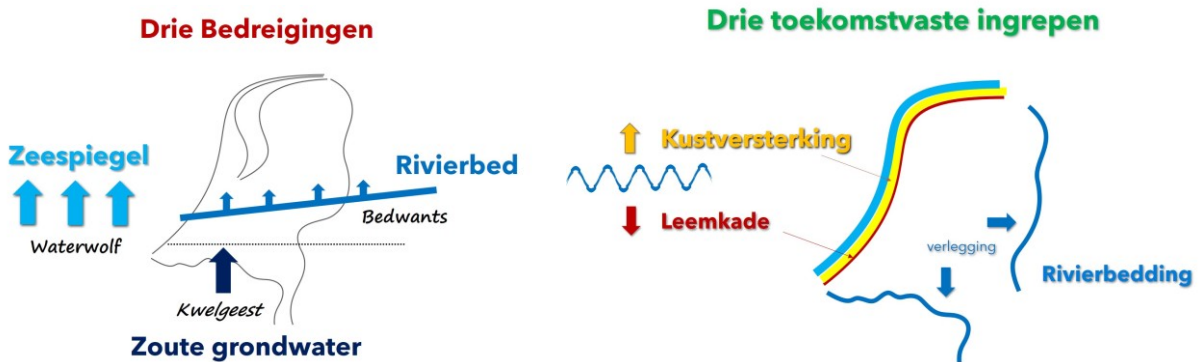 Drie Bedreigingen
Zeespiegel
Waterwolf
Rivierbed
Bedwants
Kwelgeest
Zoute grondwater
Drie toekomstvaste ingrepen
Kustversterking
Leemkade
verlegging
Rivierbedding